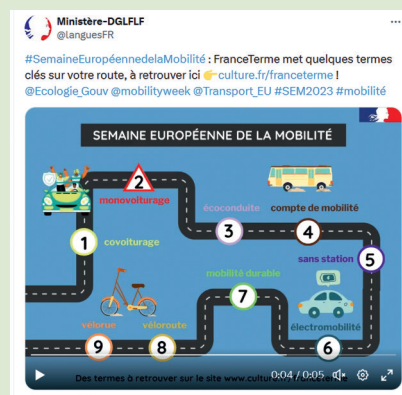 Ministère-DGLFLF
@languesFR
#SemaineEuropéennedelaMobilité : FranceTerme met quelques termes
clés sur votre route, à retrouver ici 👉 culture.fr/franceterme !
@Ecologie_Gouv @mobilityweek @Transport_EU #SEM2023 #mobilité
SEMAINE EUROPÉENNE DE LA MOBILITÉ
2
monovoiturage
1
covoiturage
écoconduite
3
compte de mobilité
4
sans station
5
mobilité durable
7
électromobilité
6
vélorue
9
véloroute
8
0:04 / 0:05
Des termes à retrouver sur le site www.culture.fr/franceterme